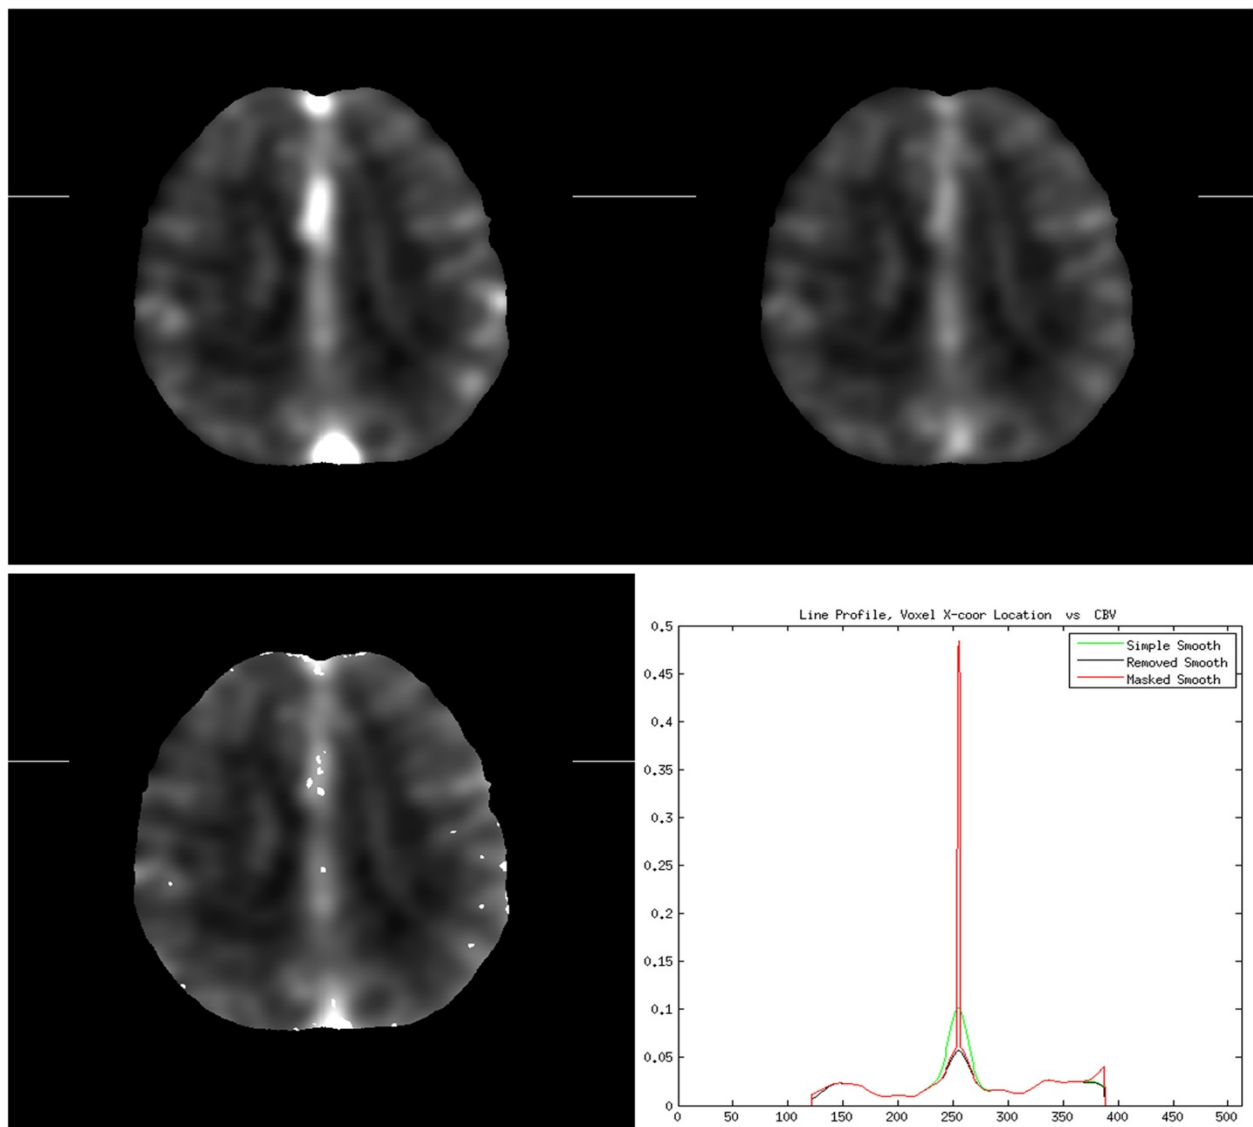 Line Profile, Voxel X-coor Location vs CBV
0.5
0.45
0.4
0.35
0.3
0.25
0.2
0.15
0.1
0.05
0
Simple Smooth
Removed Smooth
Masked Smooth
0 50 100 150 200 250 300 350 400 450 500